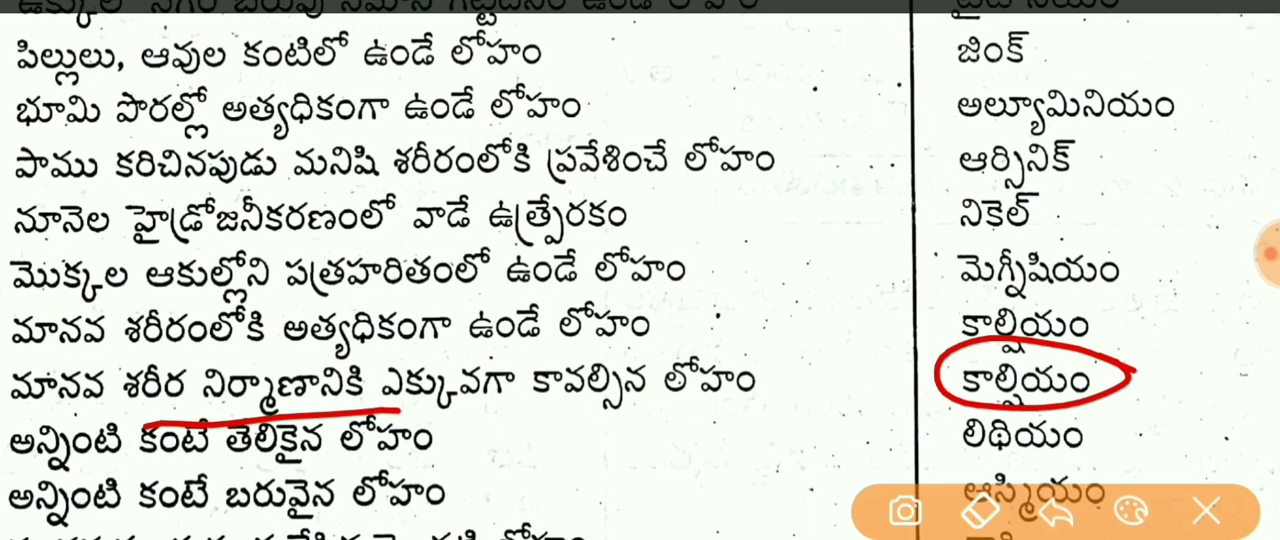 పిల్లులు, ఆవుల కంటిలో ఉండే లోహం జింక్
భూమి పొరల్లో అత్యధికంగా ఉండే లోహం అల్యూమినియం
పాము కరిచినపుడు మనిషి శరీరంలోకి ప్రవేశించే లోహం ఆర్సినిక్
నూనెల హైడ్రోజనీకరణంలో వాడే ఉత్ప్రేరకం నికెల్
మొక్కల ఆకుల్లోని పత్రహరితంలో ఉండే లోహం మెగ్నీషియం
మానవ శరీరంలోకి అత్యధికంగా ఉండే లోహం కాల్షియం
మానవ శరీర నిర్మాణానికి ఎక్కువగా కావల్సిన లోహం కాల్షియం
అన్నింటి కంటే తేలికైన లోహం లిథియం
అన్నింటి కంటే బరువైన లోహం ఆస్మియం